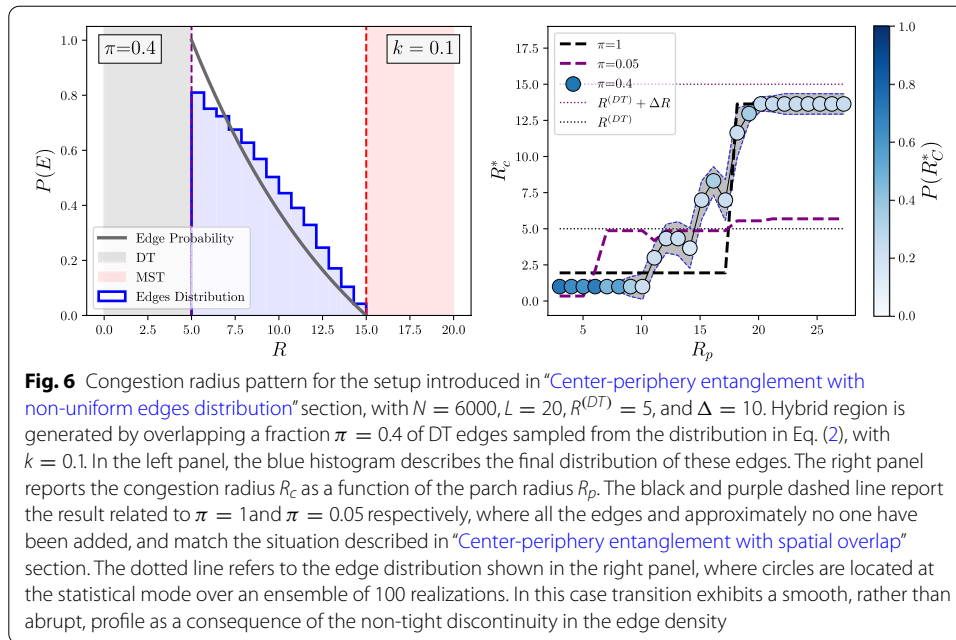 π=0.4
k = 0.1
P(E)
1.0
0.8
0.6
0.4
0.2
0.0
Edge Probability
DT
MST
Edges Distribution
0.0 2.5 5.0 7.5 10.0 12.5 15.0 17.5 20.0
R
R*c
17.5
15.0
12.5
10.0
7.5
5.0
2.5
0.0
π=1
π=0.05
π=0.4
R^(DT) + ΔR
R^(DT)
5 10 15 20 25
Rp
1.0
0.8
0.6
0.4
0.2
0.0
P(R*C)
Fig. 6 Congestion radius pattern for the setup introduced in “Center-periphery entanglement with
non-uniform edges distribution” section, with N = 6000, L = 20, R^(DT) = 5, and Δ = 10. Hybrid region is
generated by overlapping a fraction π = 0.4 of DT edges sampled from the distribution in Eq. (2), with
k = 0.1. In the left panel, the blue histogram describes the final distribution of these edges. The right panel
reports the congestion radius Rc as a function of the parch radius Rp. The black and purple dashed line report
the result related to π = 1and π = 0.05 respectively, where all the edges and approximately no one have
been added, and match the situation described in “Center-periphery entanglement with spatial overlap”
section. The dotted line refers to the edge distribution shown in the right panel, where circles are located at
the statistical mode over an ensemble of 100 realizations. In this case transition exhibits a smooth, rather than
abrupt, profile as a consequence of the non-tight discontinuity in the edge density